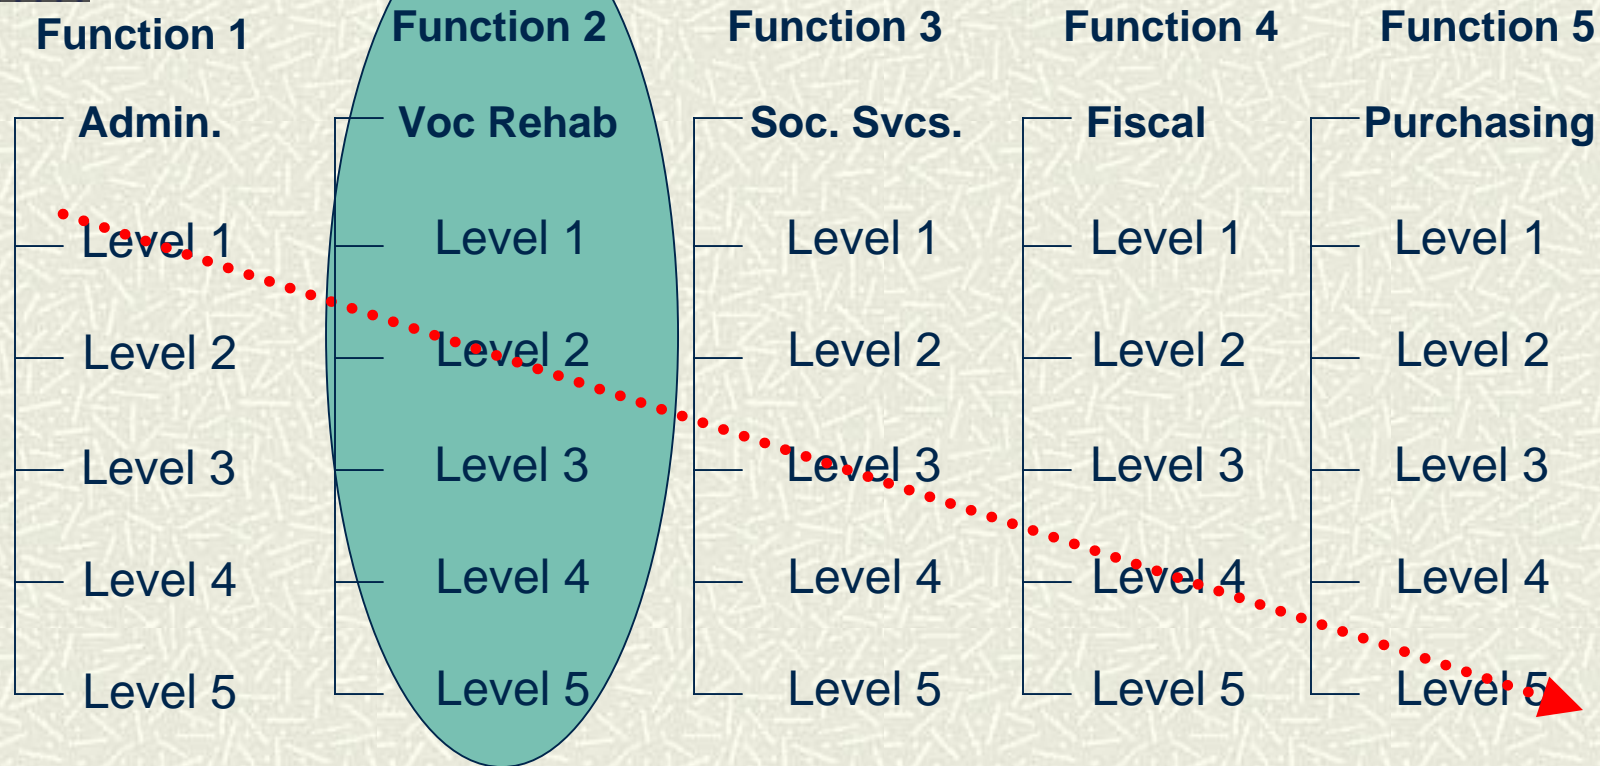 Function 1
Function 2
Function 3
Function 4
Function 5
Admin.
Voc Rehab
Soc. Svcs.
Fiscal
Purchasing
Level 1
Level 1
Level 1
Level 1
Level 1
Level 2
Level 2
Level 2
Level 2
Level 2
Level 3
Level 3
Level 3
Level 3
Level 3
Level 4
Level 4
Level 4
Level 4
Level 4
Level 5
Level 5
Level 5
Level 5
Level 5